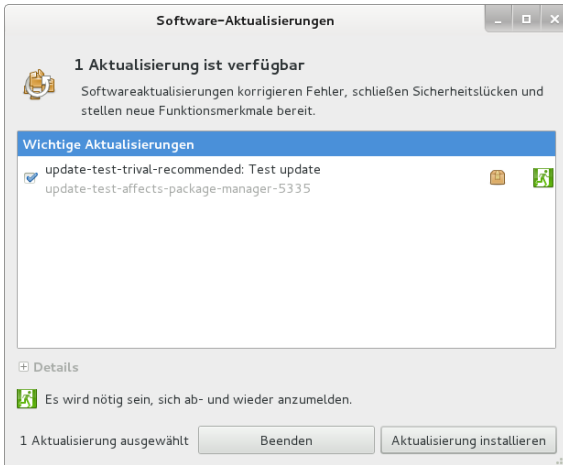 Software-Aktualisierungen
1 Aktualisierung ist verfügbar
Softwareaktualisierungen korrigieren Fehler, schließen Sicherheitslücken und
stellen neue Funktionsmerkmale bereit.
Wichtige Aktualisierungen
update-test-trival-recommended: Test update
update-test-affects-package-manager-5335
Details
Es wird nötig sein, sich ab- und wieder anzumelden.
1 Aktualisierung ausgewählt
Beenden
Aktualisierung installieren